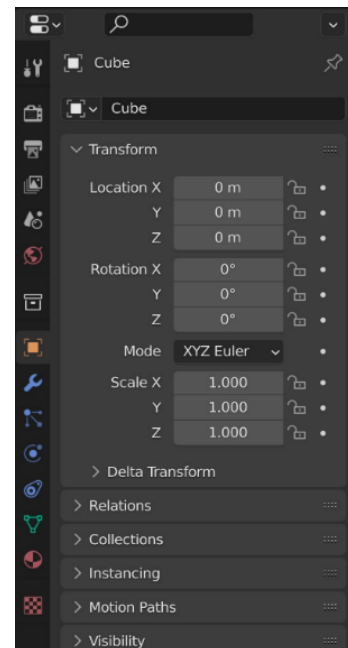 Cube
Cube
Transform
Location X 0 m
Y 0 m
Z 0 m
Rotation X 0°
Y 0°
Z 0°
Mode XYZ Euler
Scale X 1.000
Y 1.000
Z 1.000
Delta Transform
Relations
Collections
Instancing
Motion Paths
Visibility